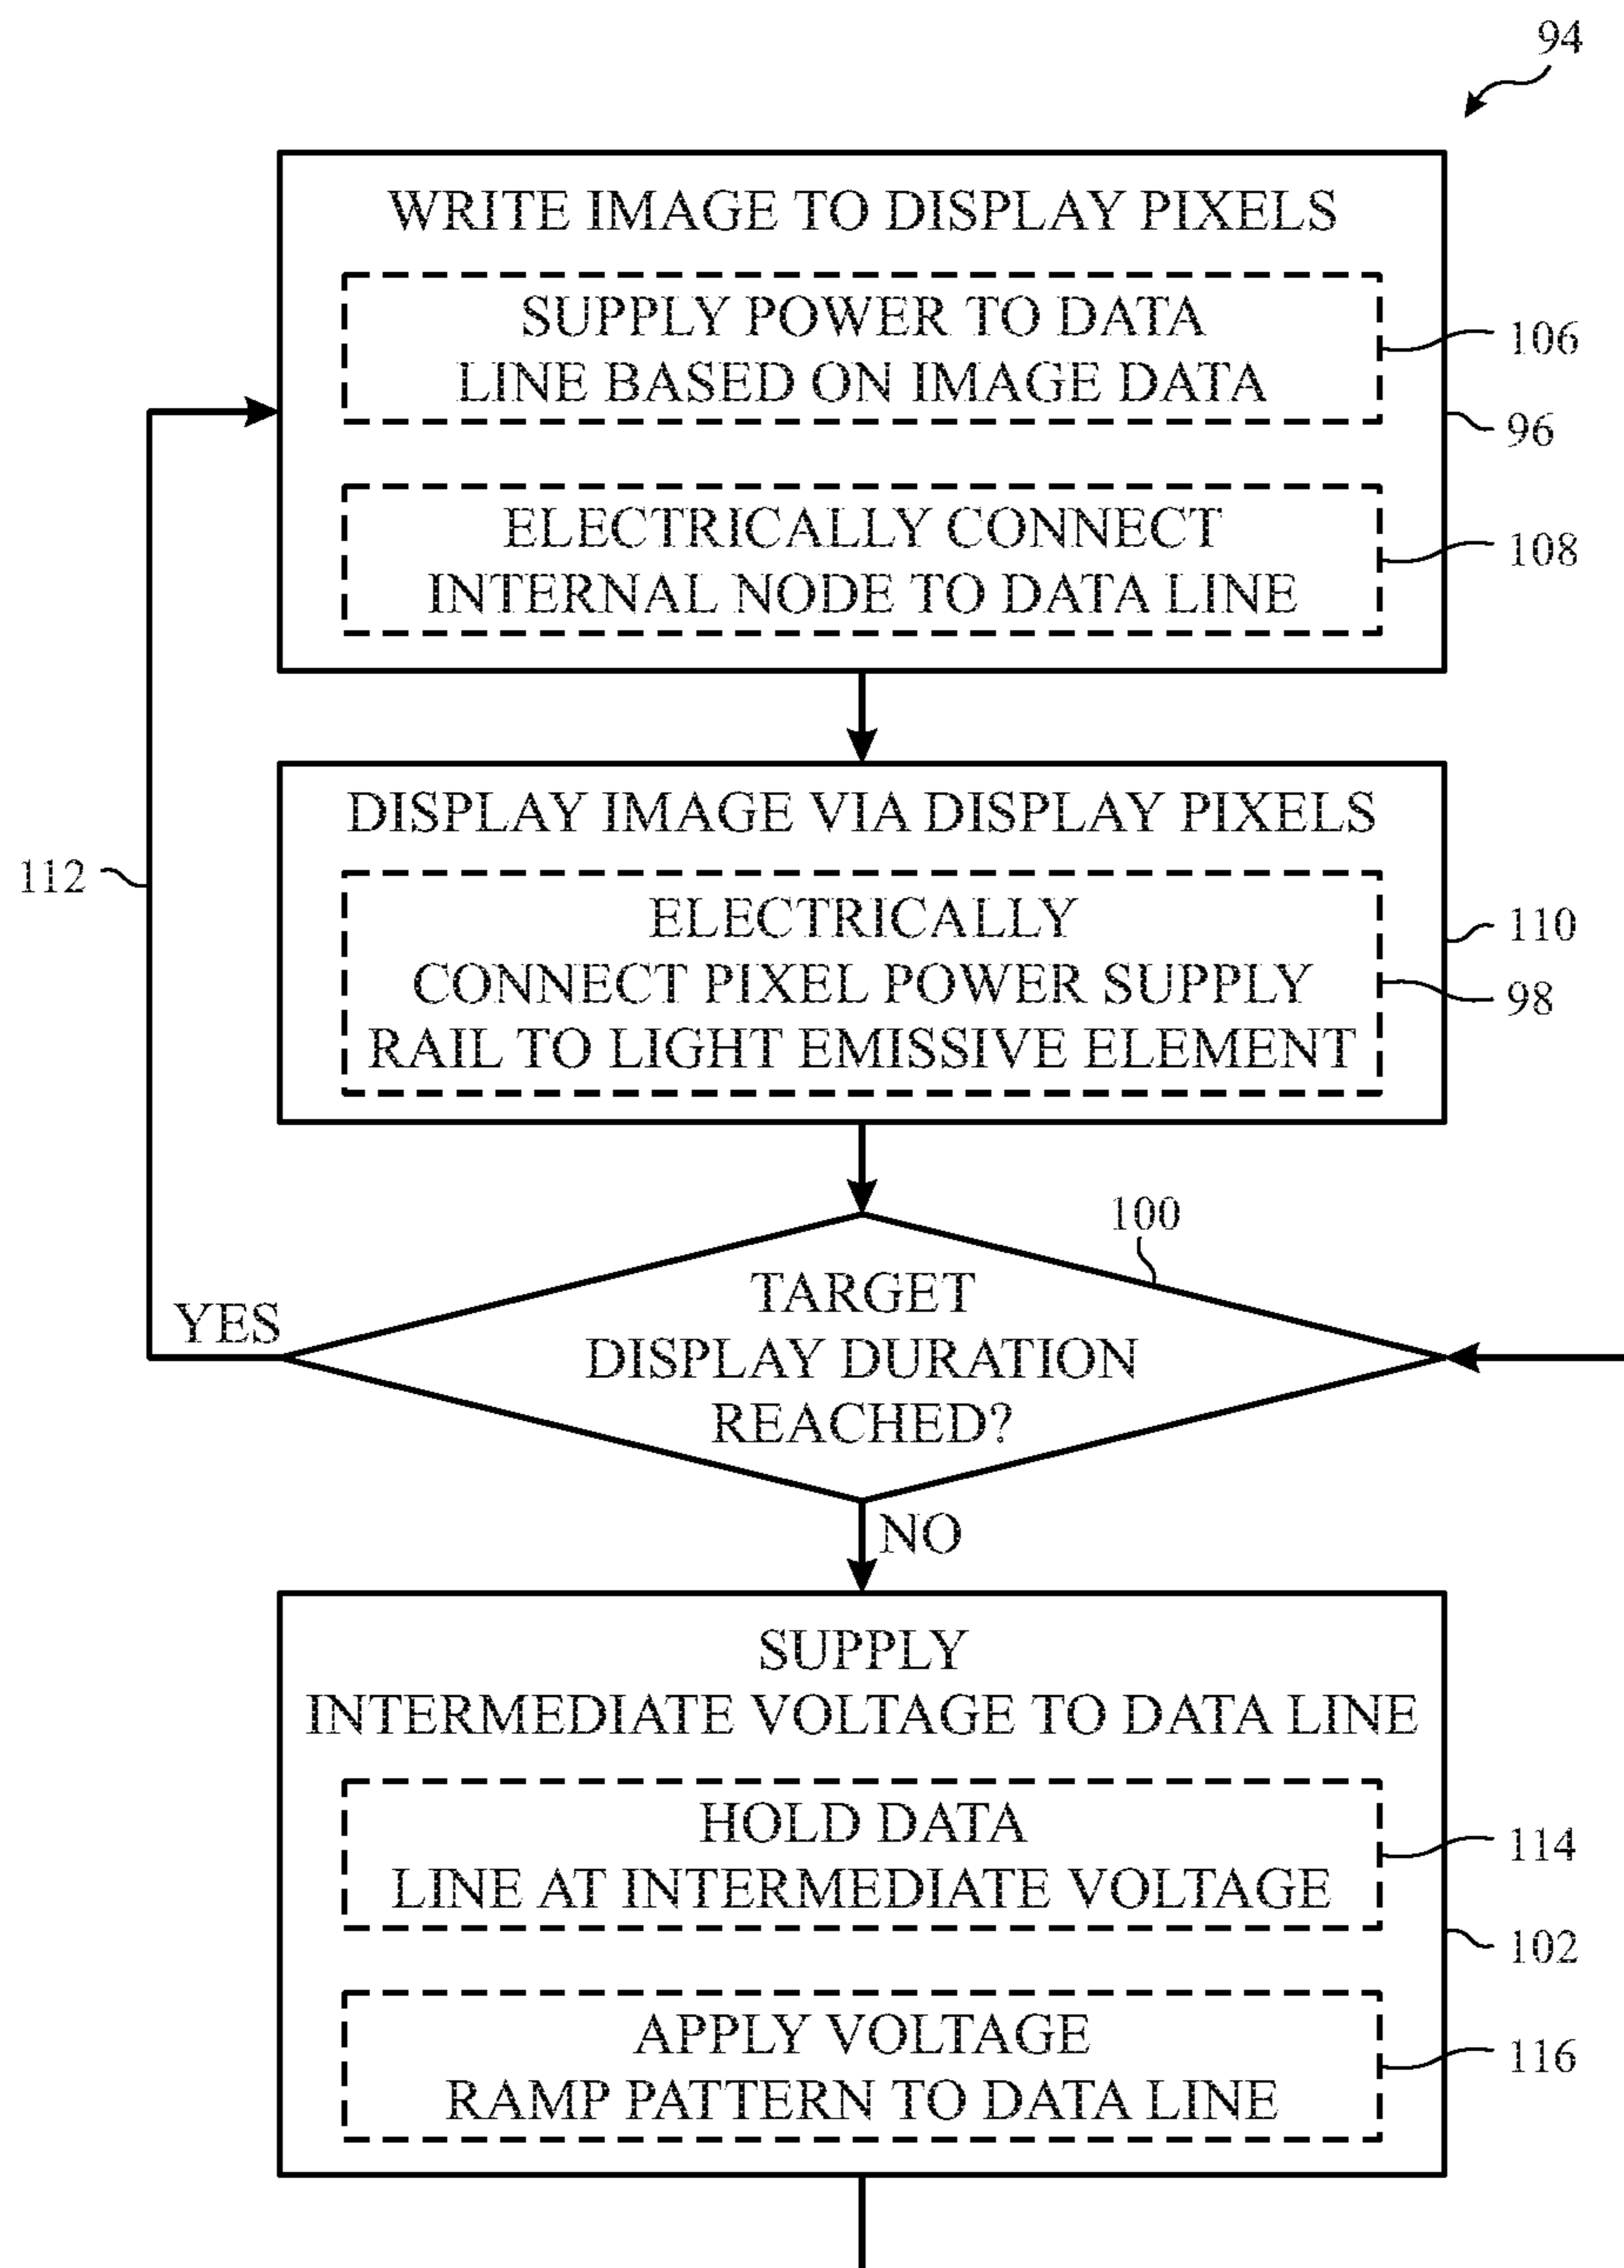 94
WRITE IMAGE TO DISPLAY PIXELS
SUPPLY POWER TO DATA
LINE BASED ON IMAGE DATA
106
96
ELECTRICALLY CONNECT
INTERNAL NODE TO DATA LINE
108
DISPLAY IMAGE VIA DISPLAY PIXELS
112
ELECTRICALLY
CONNECT PIXEL POWER SUPPLY
RAIL TO LIGHT EMISSIVE ELEMENT
110
98
100
TARGET
DISPLAY DURATION
REACHED?
YES
NO
SUPPLY
INTERMEDIATE VOLTAGE TO DATA LINE
HOLD DATA
LINE AT INTERMEDIATE VOLTAGE
114
102
APPLY VOLTAGE
RAMP PATTERN TO DATA LINE
116